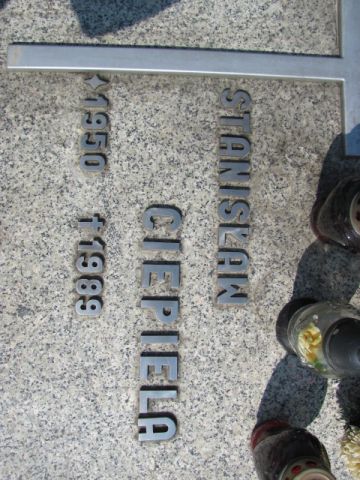 STANISŁAW
CIEPIELA
✦1950 †1989